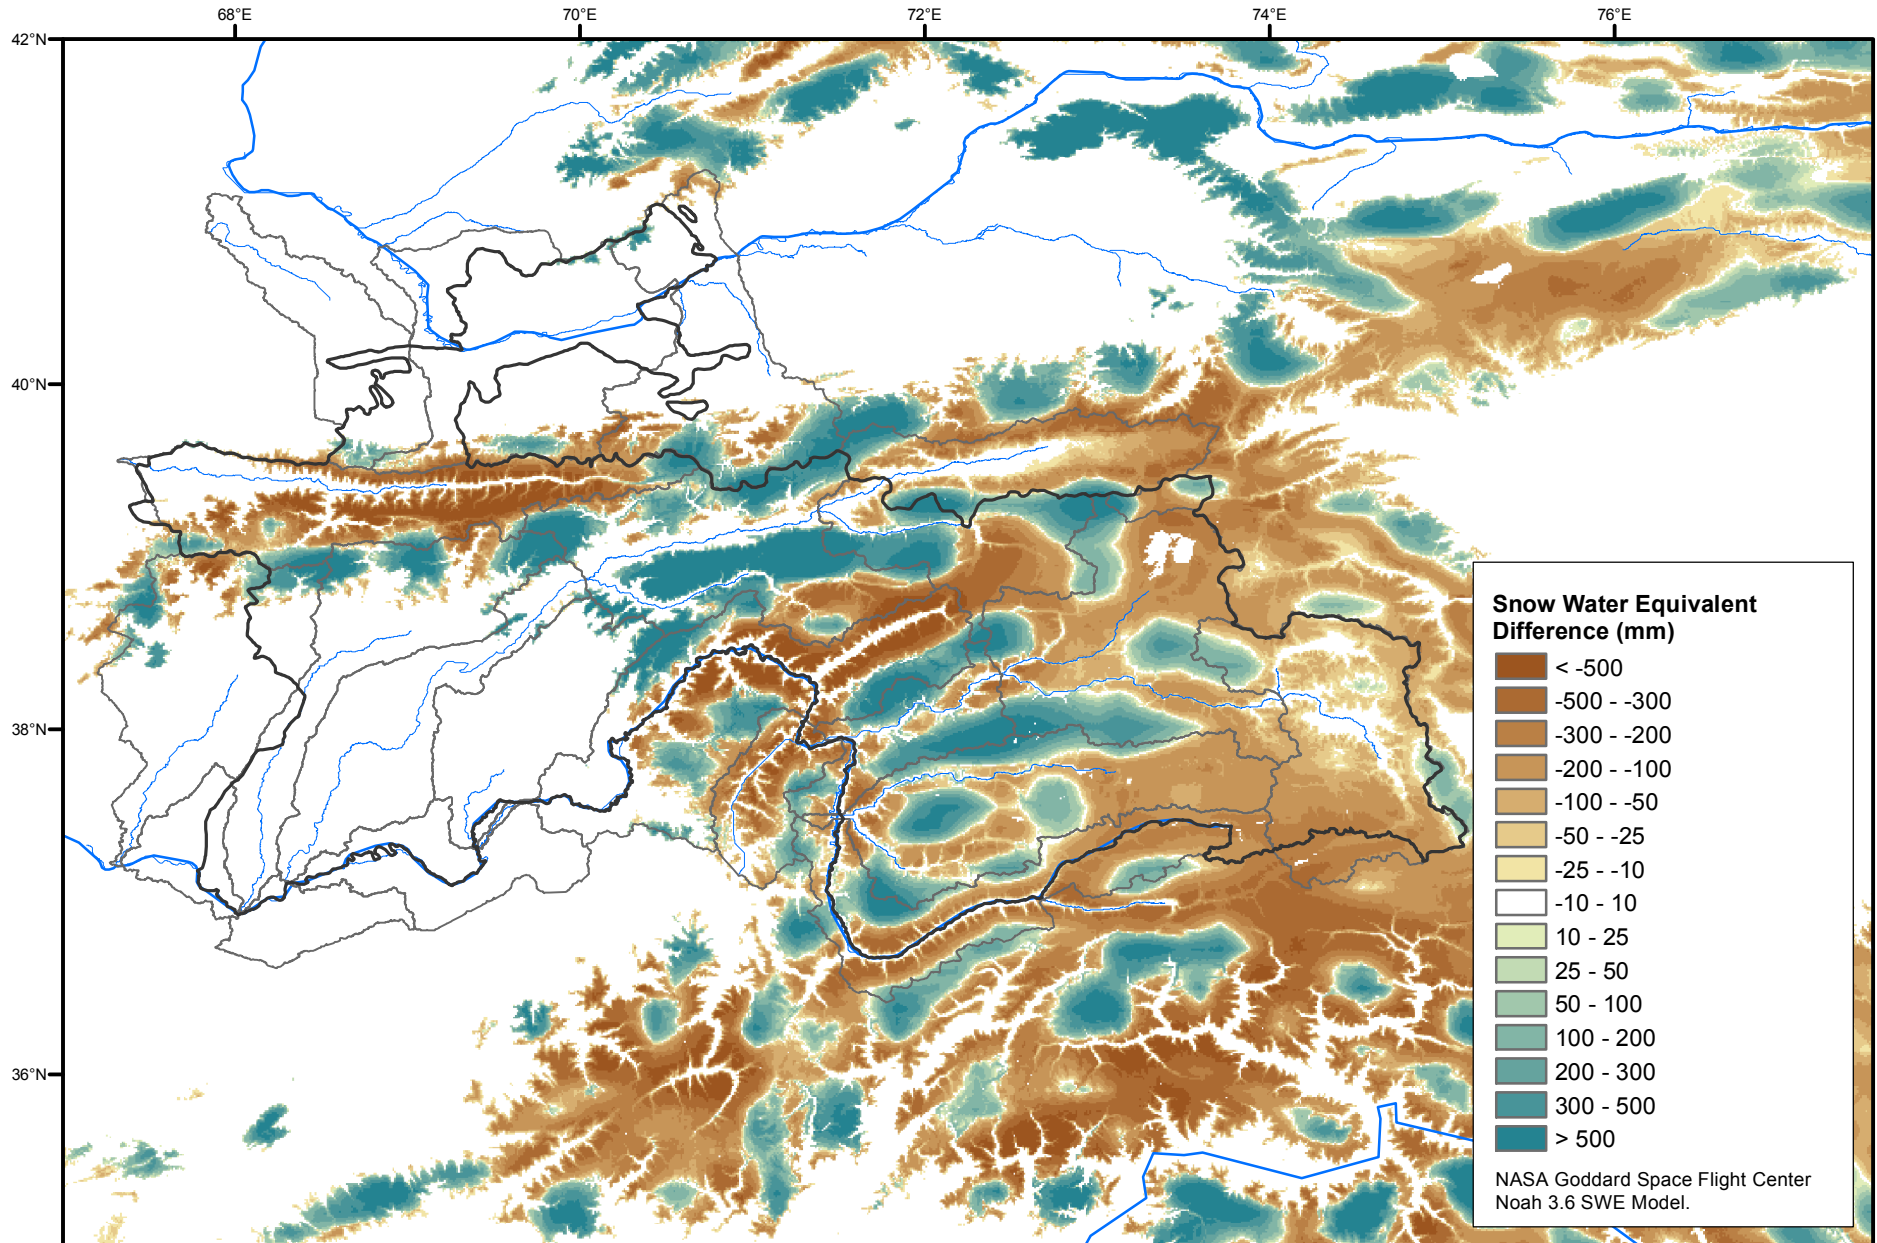 68°E 70°E 72°E 74°E 76°E
42°N
40°N
38°N
36°N
Snow Water Equivalent
Difference (mm)
< -500
-500 - -300
-300 - -200
-200 - -100
-100 - -50
-50 - -25
-25 - -10
-10 - 10
10 - 25
25 - 50
50 - 100
100 - 200
200 - 300
300 - 500
> 500
NASA Goddard Space Flight Center
Noah 3.6 SWE Model.